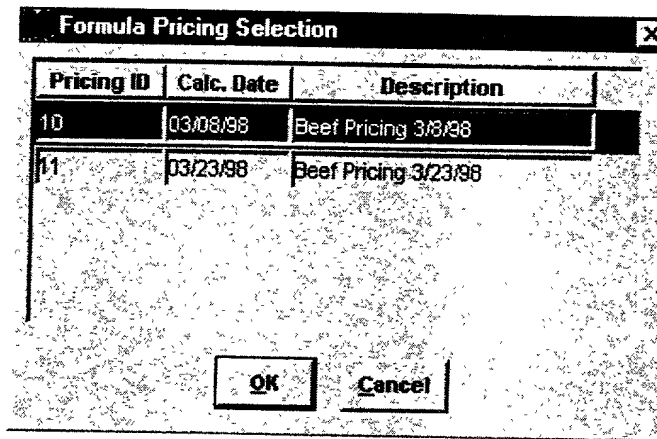 Formula Pricing Selection
Pricing ID Calc. Date Description
10 03/08/98 Beef Pricing 3/8/98
11 03/23/98 Beef Pricing 3/23/98
OK Cancel